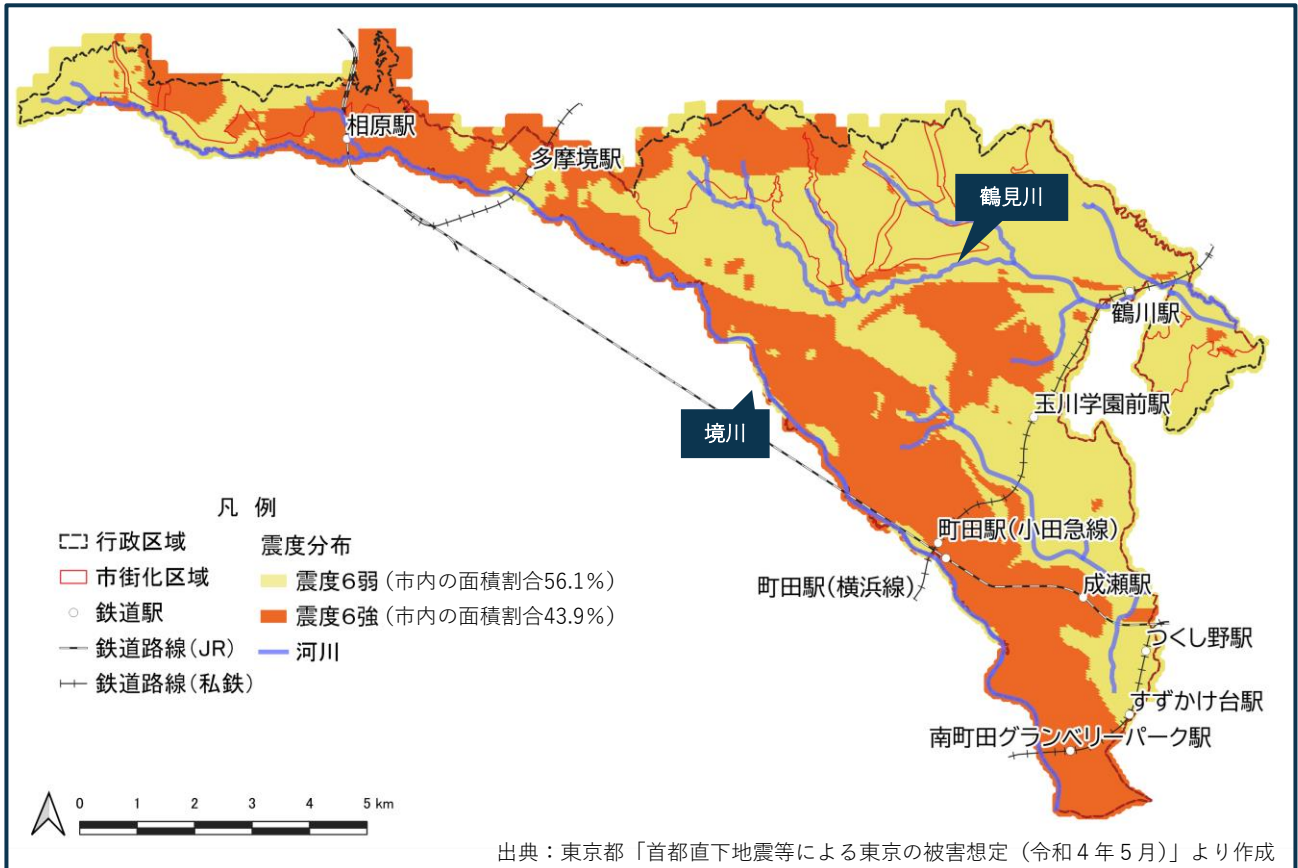 相原駅
多摩境駅
鶴見川
鶴川駅
玉川学園前駅
境川
凡 例
行政区域
市街化区域
鉄道駅
鉄道路線(JR)
鉄道路線(私鉄)
震度分布
震度6弱 (市内の面積割合56.1%)
震度6強 (市内の面積割合43.9%)
河川
町田駅(小田急線)
町田駅(横浜線)
成瀬駅
つくし野駅
すずかけ台駅
南町田グランベリーパーク駅
0 1 2 3 4 5 km
出典：東京都「首都直下地震等による東京の被害想定（令和4年5月）」より作成